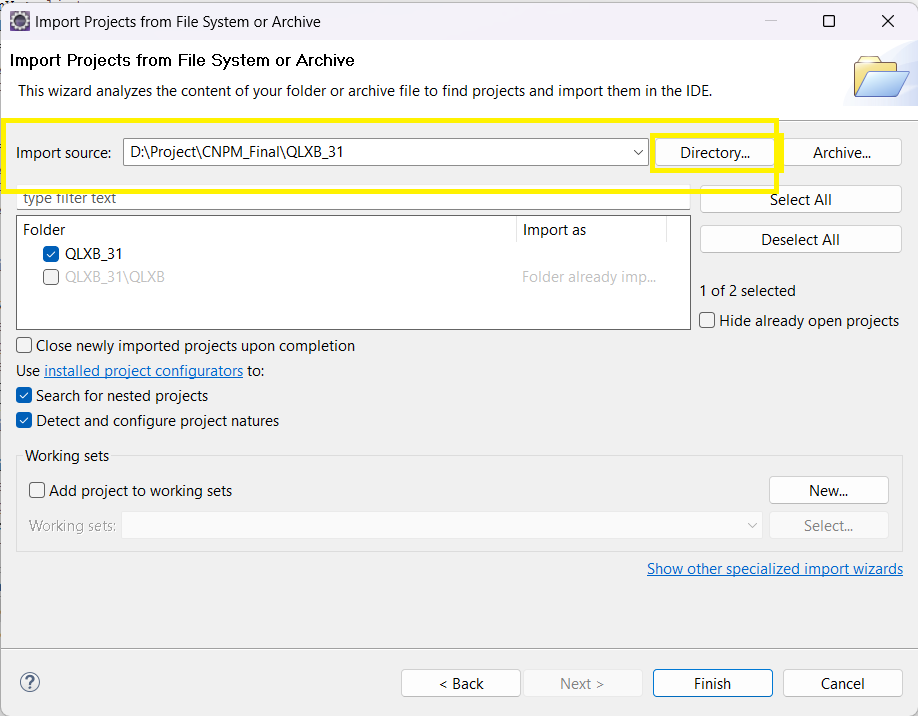 Import Projects from File System or Archive
Import Projects from File System or Archive
This wizard analyzes the content of your folder or archive file to find projects and import them in the IDE.
Import source: D:\Project\CNPM_Final\QLXB_31 Directory... Archive...
type filter text Select All
Folder Import as
Deselect All
QLXB_31
QLXB_31\QLXB Folder already imp...
1 of 2 selected
Hide already open projects
Close newly imported projects upon completion
Use installed project configurators to:
Search for nested projects
Detect and configure project natures
Working sets
Add project to working sets New...
Working sets: Select...
Show other specialized import wizards
? < Back Next > Finish Cancel